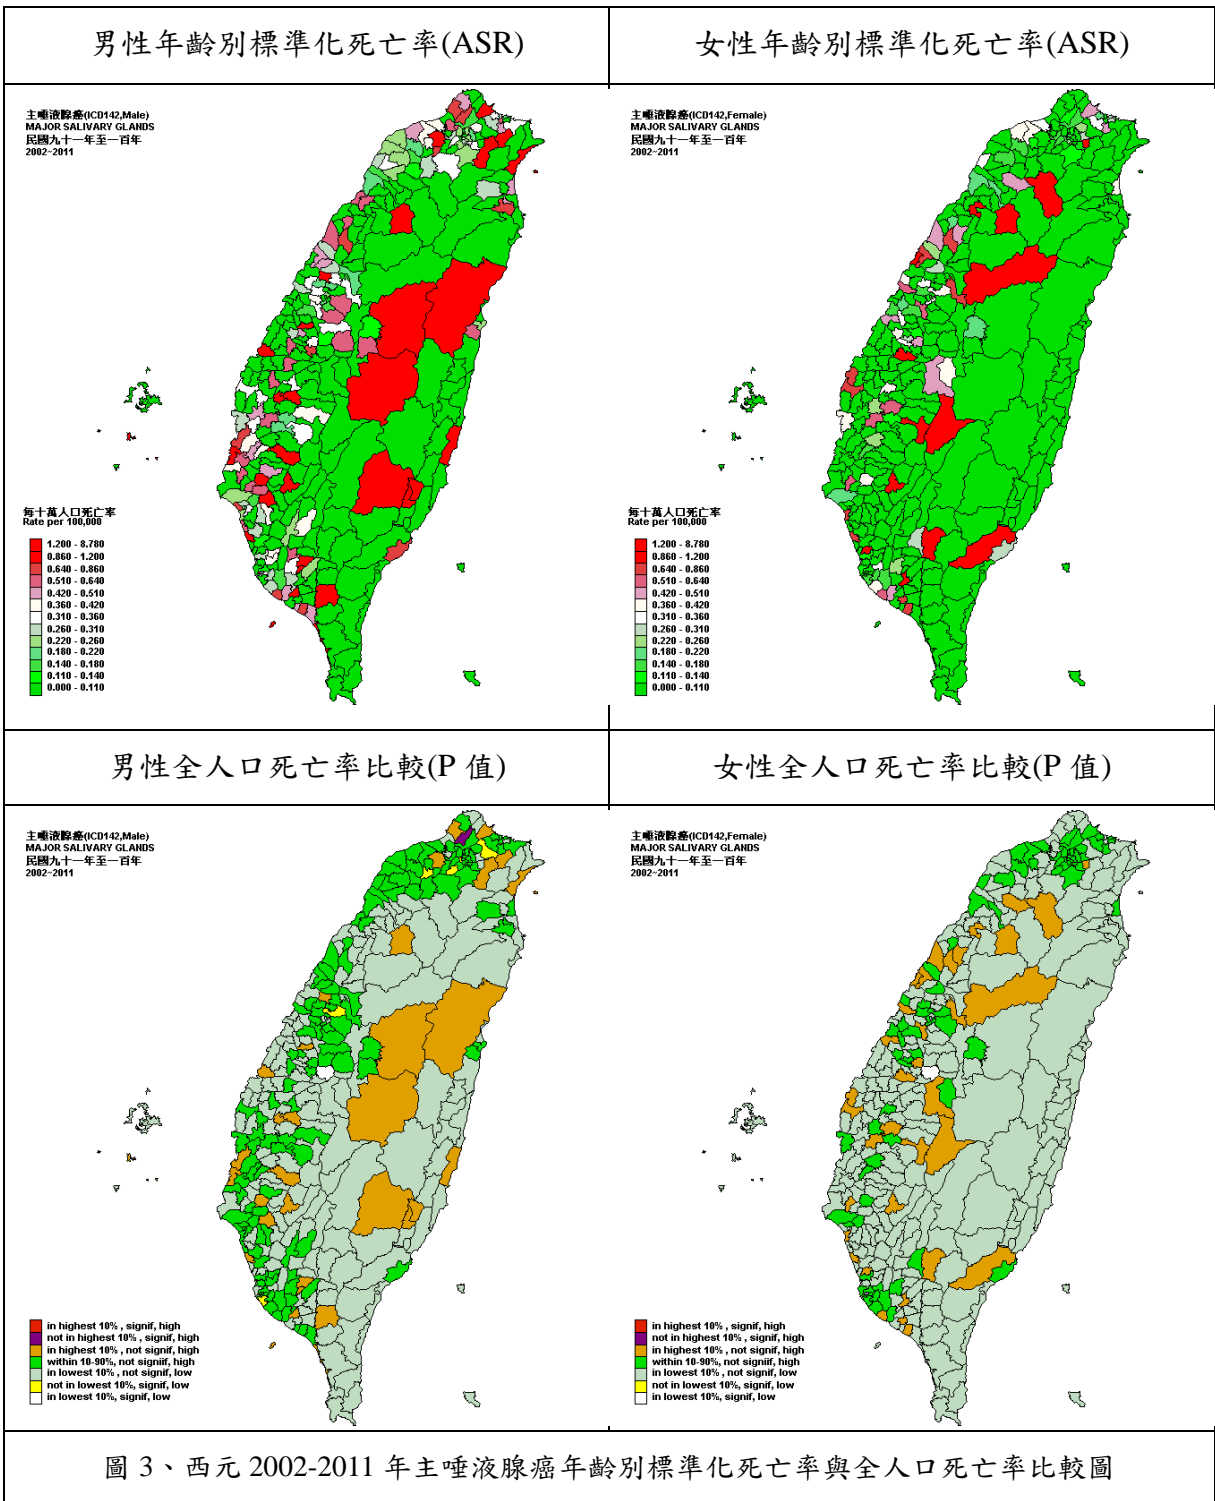 男性年齡別標準化死亡率(ASR)
女性年齡別標準化死亡率(ASR)
主唾液腺癌(ICD142,Male)
MAJOR SALIVARY GLANDS
民國九十一年至一百年
2002~2011
每十萬人口死亡率
Rate per 100,000
1.200 - 8.780
0.860 - 1.200
0.640 - 0.860
0.510 - 0.640
0.420 - 0.510
0.360 - 0.420
0.310 - 0.360
0.260 - 0.310
0.220 - 0.260
0.180 - 0.220
0.140 - 0.180
0.110 - 0.140
0.000 - 0.110
主唾液腺癌(ICD142,Female)
MAJOR SALIVARY GLANDS
民國九十一年至一百年
2002~2011
每十萬人口死亡率
Rate per 100,000
1.200 - 8.780
0.860 - 1.200
0.640 - 0.860
0.510 - 0.640
0.420 - 0.510
0.360 - 0.420
0.310 - 0.360
0.260 - 0.310
0.220 - 0.260
0.180 - 0.220
0.140 - 0.180
0.110 - 0.140
0.000 - 0.110
男性全人口死亡率比較(P 值)
女性全人口死亡率比較(P 值)
主唾液腺癌(ICD142,Male)
MAJOR SALIVARY GLANDS
民國九十一年至一百年
2002~2011
in highest 10% , signif, high
not in highest 10% , signif, high
in highest 10% , not signif, high
within 10-90%, not signiif, high
in lowest 10% , not signif, low
not in lowest 10%, signif, low
in lowest 10%, signif, low
主唾液腺癌(ICD142,Female)
MAJOR SALIVARY GLANDS
民國九十一年至一百年
2002~2011
in highest 10% , signif, high
not in highest 10% , signif, high
in highest 10% , not signif, high
within 10-90%, not signiif, high
in lowest 10% , not signif, low
not in lowest 10%, signif, low
in lowest 10%, signif, low
圖 3、西元 2002-2011 年主唾液腺癌年齡別標準化死亡率與全人口死亡率比較圖